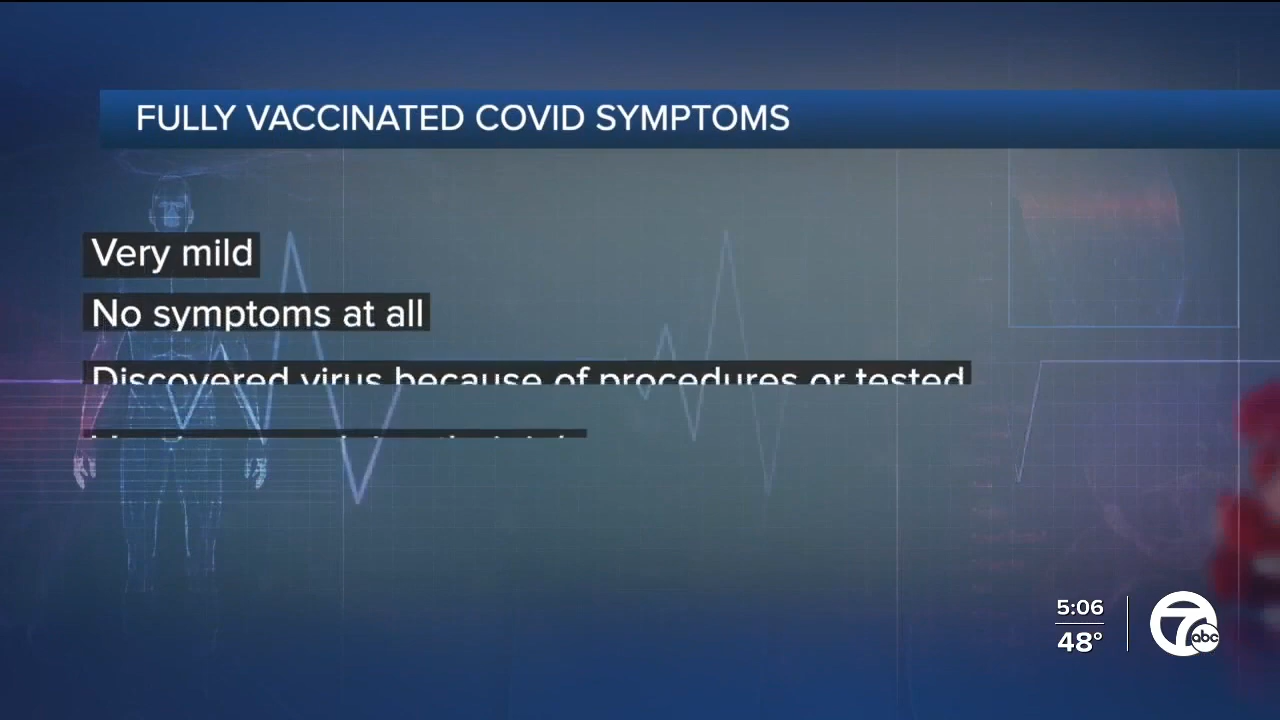 FULLY VACCINATED COVID SYMPTOMS
Very mild
No symptoms at all
Discovered virus because of procedures or tested
5:06
48°
7 abc